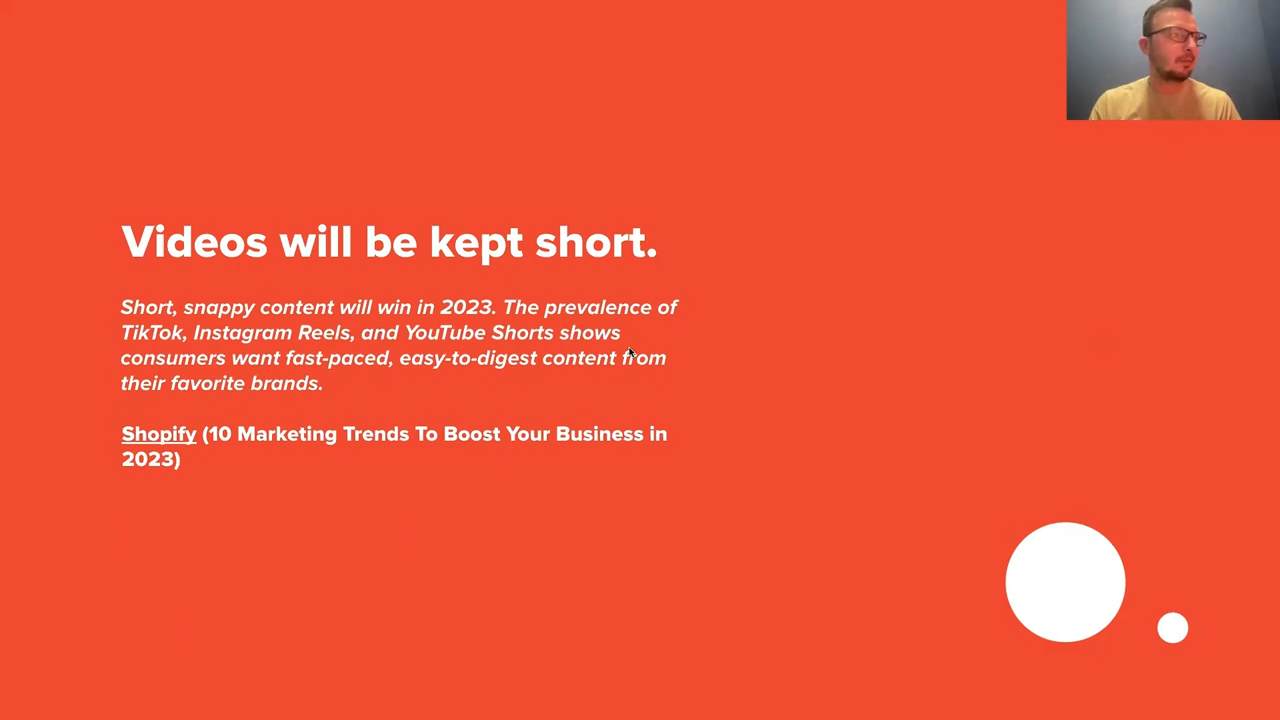 Videos will be kept short.
Short, snappy content will win in 2023. The prevalence of
TikTok, Instagram Reels, and YouTube Shorts shows
consumers want fast-paced, easy-to-digest content from
their favorite brands.
Shopify (10 Marketing Trends To Boost Your Business in
2023)